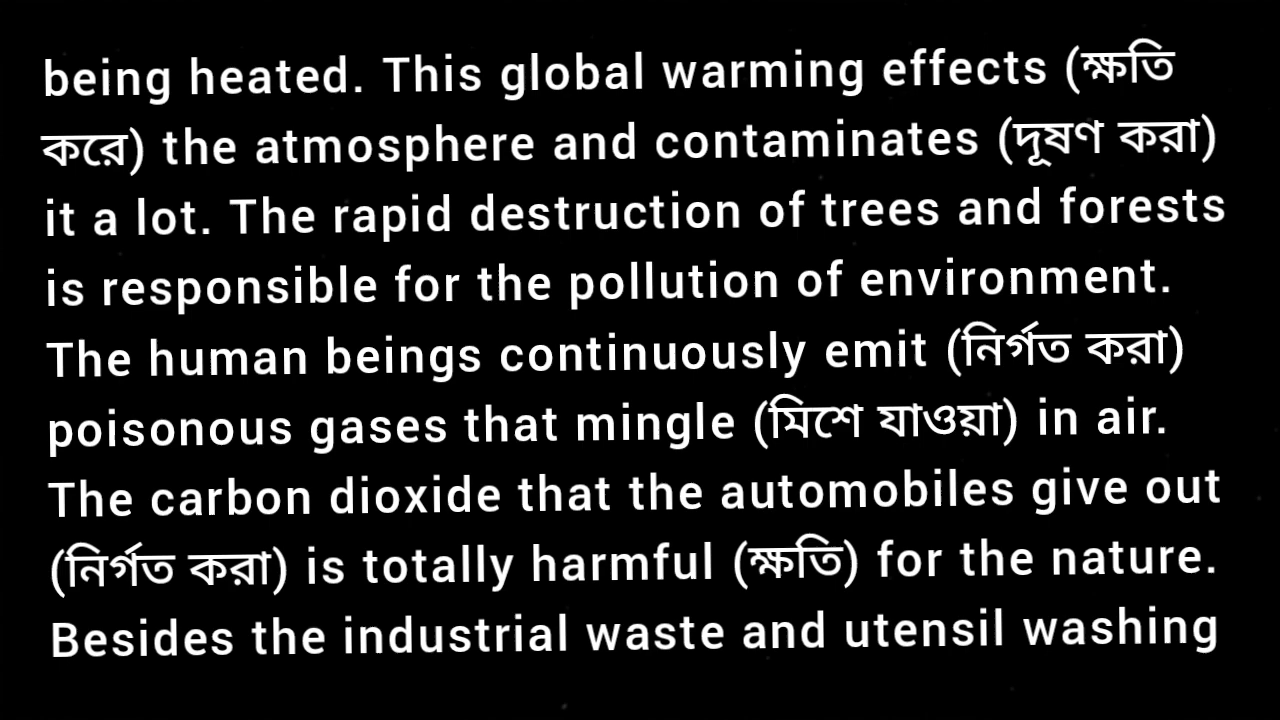 being heated. This global warming effects (ক্ষতি
করে) the atmosphere and contaminates (দূষণ করা)
it a lot. The rapid destruction of trees and forests
is responsible for the pollution of environment.
The human beings continuously emit (নির্গত করা)
poisonous gases that mingle (মিশে যাওয়া) in air.
The carbon dioxide that the automobiles give out
(নির্গত করা) is totally harmful (ক্ষতি) for the nature.
Besides the industrial waste and utensil washing